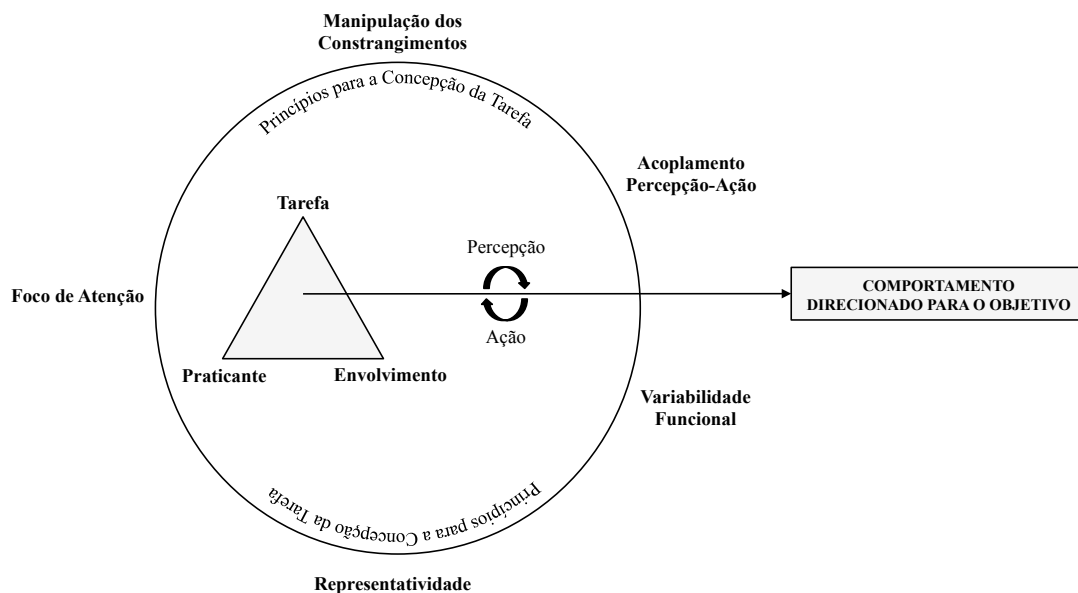 Manipulação dos
Constrangimentos
Princípios para a Concepção da Tarefa
Acoplamento
Percepção-Ação
Tarefa
Percepção
Foco de Atenção
COMPORTAMENTO
DIRECIONADO PARA O OBJETIVO
Ação
Praticante
Envolvimento
Variabilidade
Funcional
Princípios para a Concepção da Tarefa
Representatividade